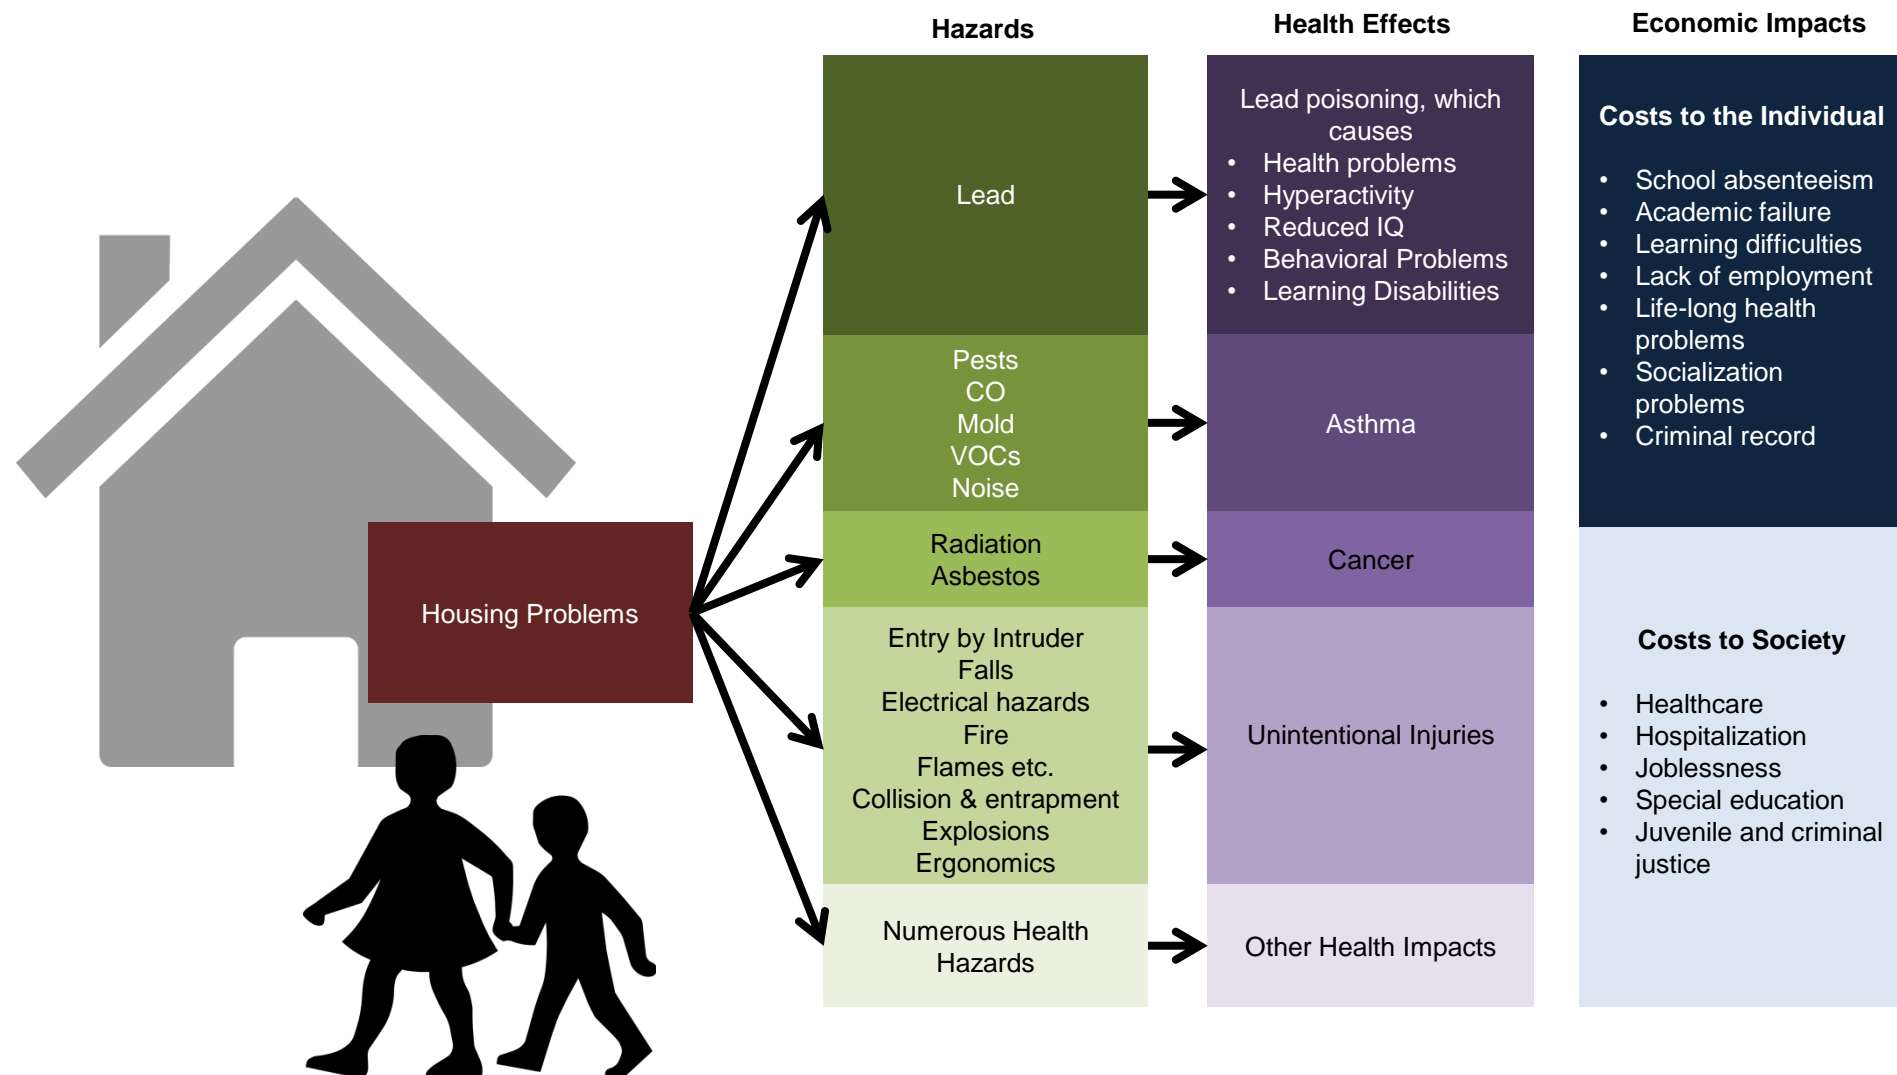 Hazards
Health Effects
Economic Impacts
Housing Problems
Lead
Pests
CO
Mold
VOCs
Noise
Radiation
Asbestos
Entry by Intruder
Falls
Electrical hazards
Fire
Flames etc.
Collision & entrapment
Explosions
Ergonomics
Numerous Health
Hazards
Lead poisoning, which
causes
• Health problems
• Hyperactivity
• Reduced IQ
• Behavioral Problems
• Learning Disabilities
Asthma
Cancer
Unintentional Injuries
Other Health Impacts
Costs to the Individual
• School absenteeism
• Academic failure
• Learning difficulties
• Lack of employment
• Life-long health
problems
• Socialization
problems
• Criminal record
Costs to Society
• Healthcare
• Hospitalization
• Joblessness
• Special education
• Juvenile and criminal
justice